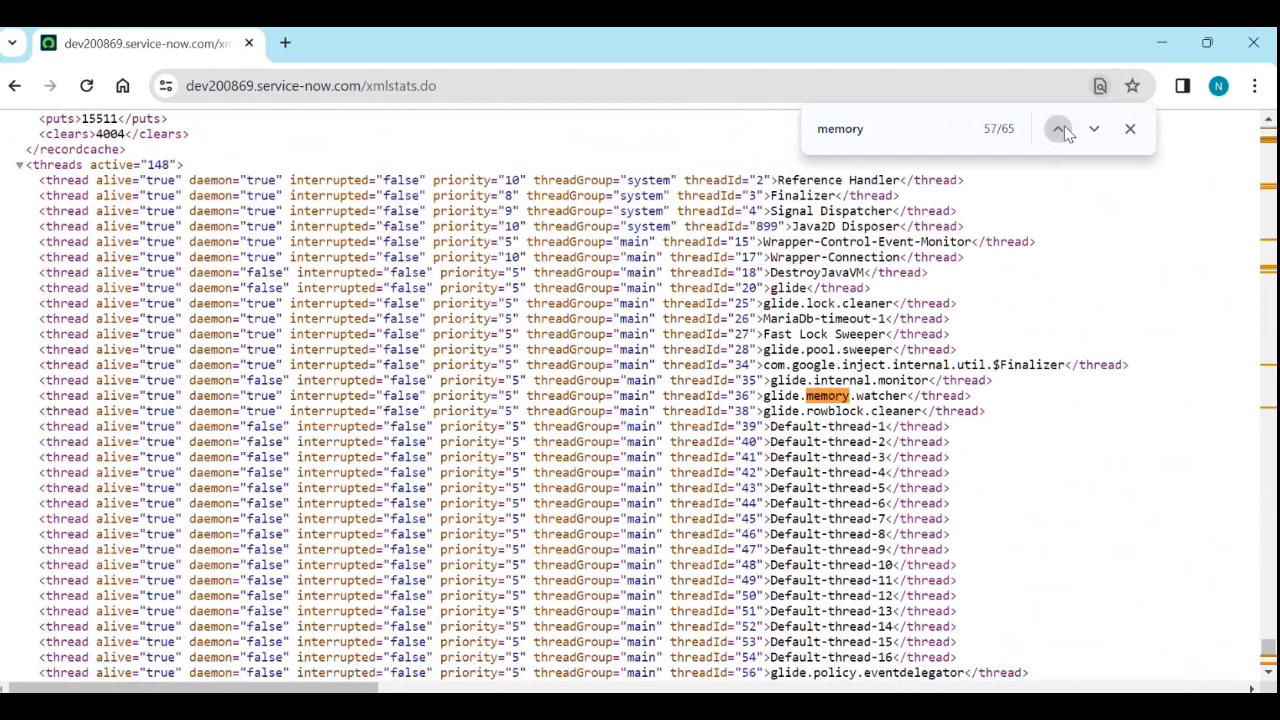 dev200869.service-now.com/xm
dev200869.service-now.com/xmlstats.do
N
memory
57/65
<puts>15511</puts>
<clears>4004</clears>
</recordcache>
<threads active="148">
<thread alive="true" daemon="true" interrupted="false" priority="10" threadGroup="system" threadId="2">Reference Handler</thread>
<thread alive="true" daemon="true" interrupted="false" priority="8" threadGroup="system" threadId="3">Finalizer</thread>
<thread alive="true" daemon="true" interrupted="false" priority="9" threadGroup="system" threadId="4">Signal Dispatcher</thread>
<thread alive="true" daemon="true" interrupted="false" priority="10" threadGroup="system" threadId="899">Java2D Disposer</thread>
<thread alive="true" daemon="true" interrupted="false" priority="5" threadGroup="main" threadId="15">Wrapper-Control-Event-Monitor</thread>
<thread alive="true" daemon="true" interrupted="false" priority="10" threadGroup="main" threadId="17">Wrapper-Connection</thread>
<thread alive="true" daemon="false" interrupted="false" priority="5" threadGroup="main" threadId="18">DestroyJavaVM</thread>
<thread alive="true" daemon="false" interrupted="false" priority="5" threadGroup="main" threadId="20">glide</thread>
<thread alive="true" daemon="true" interrupted="false" priority="5" threadGroup="main" threadId="25">glide.lock.cleaner</thread>
<thread alive="true" daemon="true" interrupted="false" priority="5" threadGroup="main" threadId="26">MariaDb-timeout-1</thread>
<thread alive="true" daemon="true" interrupted="false" priority="5" threadGroup="main" threadId="27">Fast Lock Sweeper</thread>
<thread alive="true" daemon="true" interrupted="false" priority="5" threadGroup="main" threadId="28">glide.pool.sweeper</thread>
<thread alive="true" daemon="true" interrupted="false" priority="5" threadGroup="main" threadId="34">com.google.inject.internal.util.$Finalizer</thread>
<thread alive="true" daemon="false" interrupted="false" priority="5" threadGroup="main" threadId="35">glide.internal.monitor</thread>
<thread alive="true" daemon="true" interrupted="false" priority="5" threadGroup="main" threadId="36">glide.memory.watcher</thread>
<thread alive="true" daemon="true" interrupted="false" priority="5" threadGroup="main" threadId="38">glide.rowblock.cleaner</thread>
<thread alive="true" daemon="false" interrupted="false" priority="5" threadGroup="main" threadId="39">Default-thread-1</thread>
<thread alive="true" daemon="false" interrupted="false" priority="5" threadGroup="main" threadId="40">Default-thread-2</thread>
<thread alive="true" daemon="false" interrupted="false" priority="5" threadGroup="main" threadId="41">Default-thread-3</thread>
<thread alive="true" daemon="false" interrupted="false" priority="5" threadGroup="main" threadId="42">Default-thread-4</thread>
<thread alive="true" daemon="false" interrupted="false" priority="5" threadGroup="main" threadId="43">Default-thread-5</thread>
<thread alive="true" daemon="false" interrupted="false" priority="5" threadGroup="main" threadId="44">Default-thread-6</thread>
<thread alive="true" daemon="false" interrupted="false" priority="5" threadGroup="main" threadId="45">Default-thread-7</thread>
<thread alive="true" daemon="false" interrupted="false" priority="5" threadGroup="main" threadId="46">Default-thread-8</thread>
<thread alive="true" daemon="false" interrupted="false" priority="5" threadGroup="main" threadId="47">Default-thread-9</thread>
<thread alive="true" daemon="false" interrupted="false" priority="5" threadGroup="main" threadId="48">Default-thread-10</thread>
<thread alive="true" daemon="false" interrupted="false" priority="5" threadGroup="main" threadId="49">Default-thread-11</thread>
<thread alive="true" daemon="false" interrupted="false" priority="5" threadGroup="main" threadId="50">Default-thread-12</thread>
<thread alive="true" daemon="false" interrupted="false" priority="5" threadGroup="main" threadId="51">Default-thread-13</thread>
<thread alive="true" daemon="false" interrupted="false" priority="5" threadGroup="main" threadId="52">Default-thread-14</thread>
<thread alive="true" daemon="false" interrupted="false" priority="5" threadGroup="main" threadId="53">Default-thread-15</thread>
<thread alive="true" daemon="false" interrupted="false" priority="5" threadGroup="main" threadId="54">Default-thread-16</thread>
<thread alive="true" daemon="false" interrupted="false" priority="5" threadGroup="main" threadId="56">glide.policy.eventdelegator</thread>